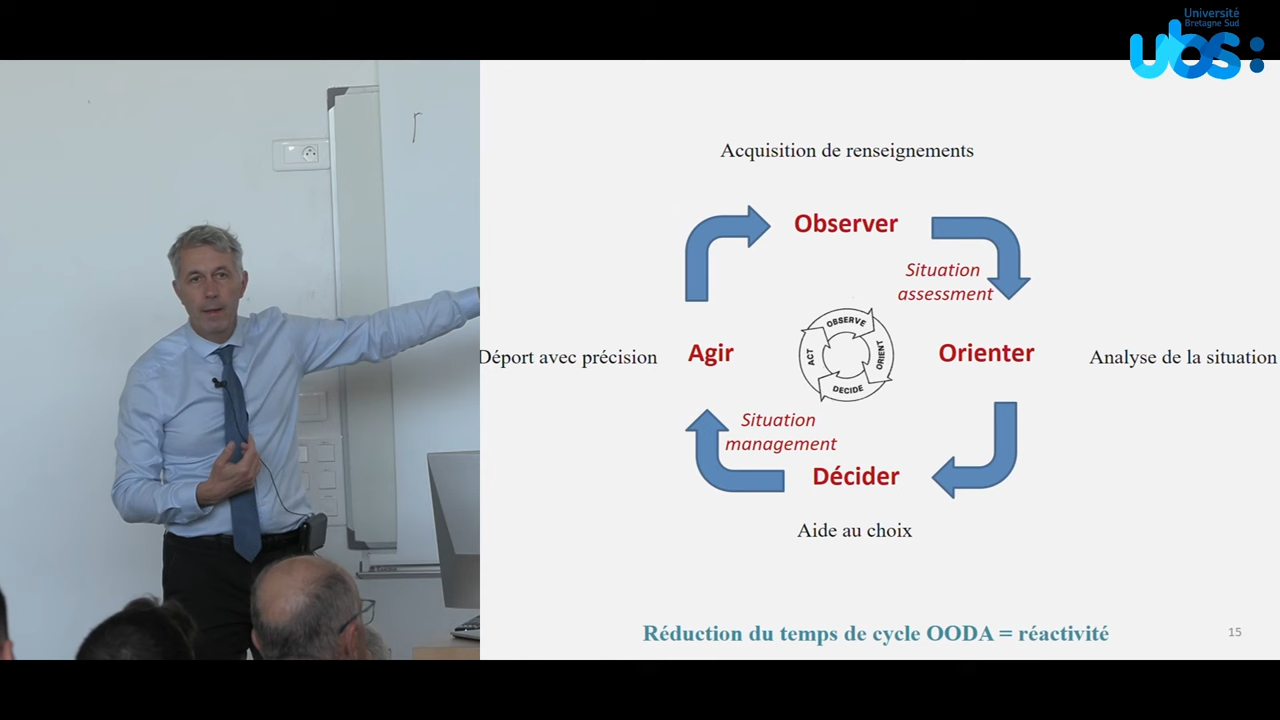 Université
Bretagne Sud
ubs:
Acquisition de renseignements
Observer
Situation
assessment
OBSERVE
ORIENT
DECIDE
ACT
Déport avec précision
Agir
Orienter
Analyse de la situation
Situation
management
Décider
Aide au choix
Réduction du temps de cycle OODA = réactivité
15